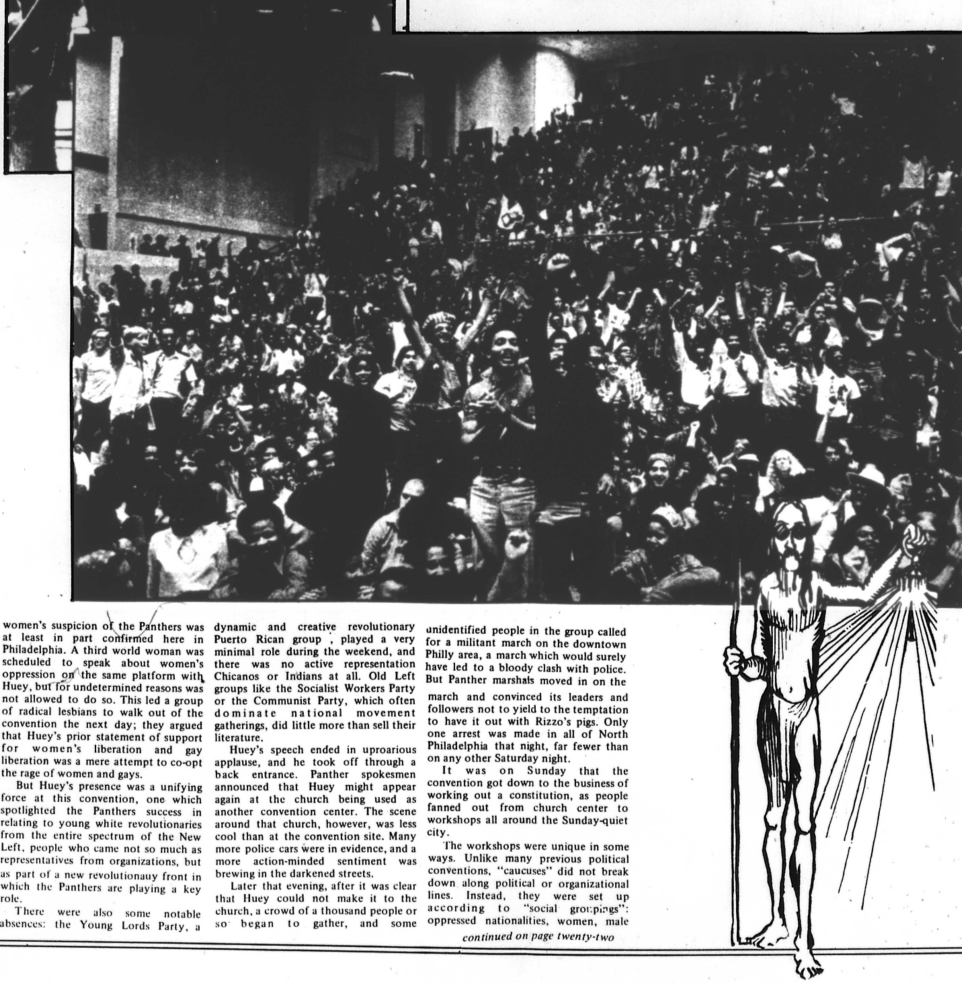 women's suspicion of the Panthers was
at least in part confirmed here in
Philadelphia. A third world woman was
scheduled to speak about women's
oppression on the same platform with
Huey, but for undetermined reasons was
not allowed to do so. This led a group
of radical lesbians to walk out of the
convention the next day; they argued
that Huey's prior statement of support
for women's liberation and gay
liberation was a mere attempt to co-opt
the rage of women and gays.
But Huey's presence was a unifying
force at this convention, one which
spotlighted the Panthers success in
relating to young white revolutionaries
from the entire spectrum of the New
Left, people who came not so much as
representatives from organizations, but
as part of a new revolutionauy front in
which the Panthers are playing a key
role.
There were also some notable
absences: the Young Lords Party, a
dynamic and creative revolutionary
Puerto Rican group , played a very
minimal role during the weekend, and
there was no active representation
Chicanos or Indians at all. Old Left
groups like the Socialist Workers Party
or the Communist Party, which often
dominate national movement
gatherings, did little more than sell their
literature.
Huey's speech ended in uproarious
applause, and he took off through a
back entrance. Panther spokesmen
announced that Huey might appear
again at the church being used as
another convention center. The scene
around that church, however, was less
cool than at the convention site. Many
more police cars were in evidence, and a
more action-minded sentiment was
brewing in the darkened streets.
Later that evening, after it was clear
that Huey could not make it to the
church, a crowd of a thousand people or
so began to gather, and some
unidentified people in the group called
for a militant march on the downtown
Philly area, a march which would surely
have led to a bloody clash with police.
But Panther marshals moved in on the
march and convinced its leaders and
followers not to yield to the temptation
to have it out with Rizzo's pigs. Only
one arrest was made in all of North
Philadelphia that night, far fewer than
on any other Saturday night.
It was on Sunday that the
convention got down to the business of
working out a constitution, as people
fanned out from church center to
workshops all around the Sunday-quiet
city.
The workshops were unique in some
ways. Unlike many previous political
conventions, "caucuses" did not break
down along political or organizational
lines. Instead, they were set up
according to "social groupings":
oppressed nationalities, women, male
continued on page twenty-two